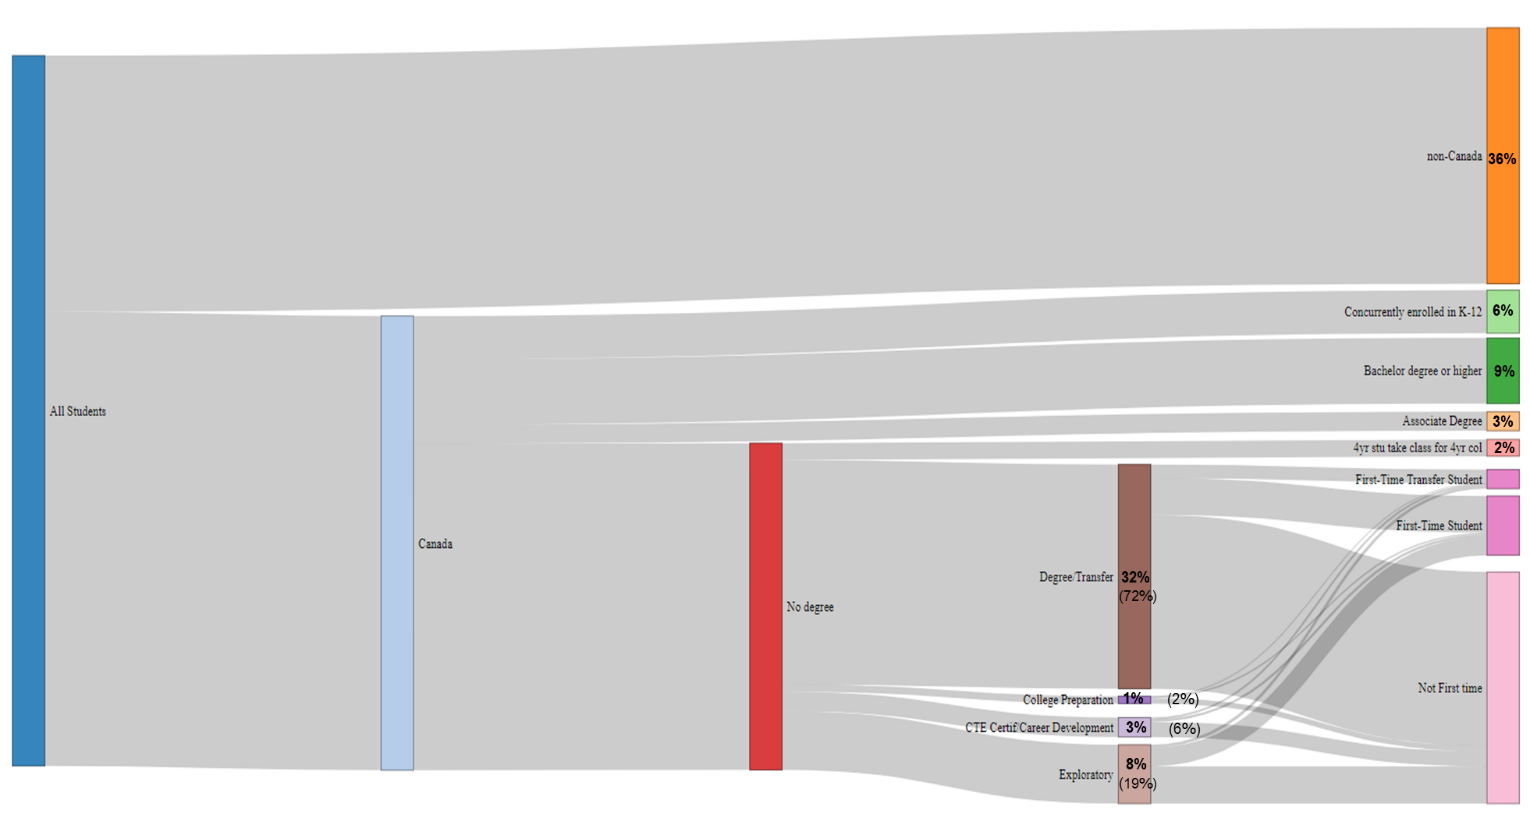 non-Canada 36%
Concurrently enrolled in K-12 6%
Bachelor degree or higher 9%
All Students
Associate Degree 3%
4yr stu take class for 4yr col 2%
First-Time Transfer Student
First-Time Student
Canada
Degree/Transfer 32%
(72%)
No degree
Not First time
College Preparation 1% (2%)
CTE Certif/Career Development 3% (6%)
Exploratory 8%
(19%)